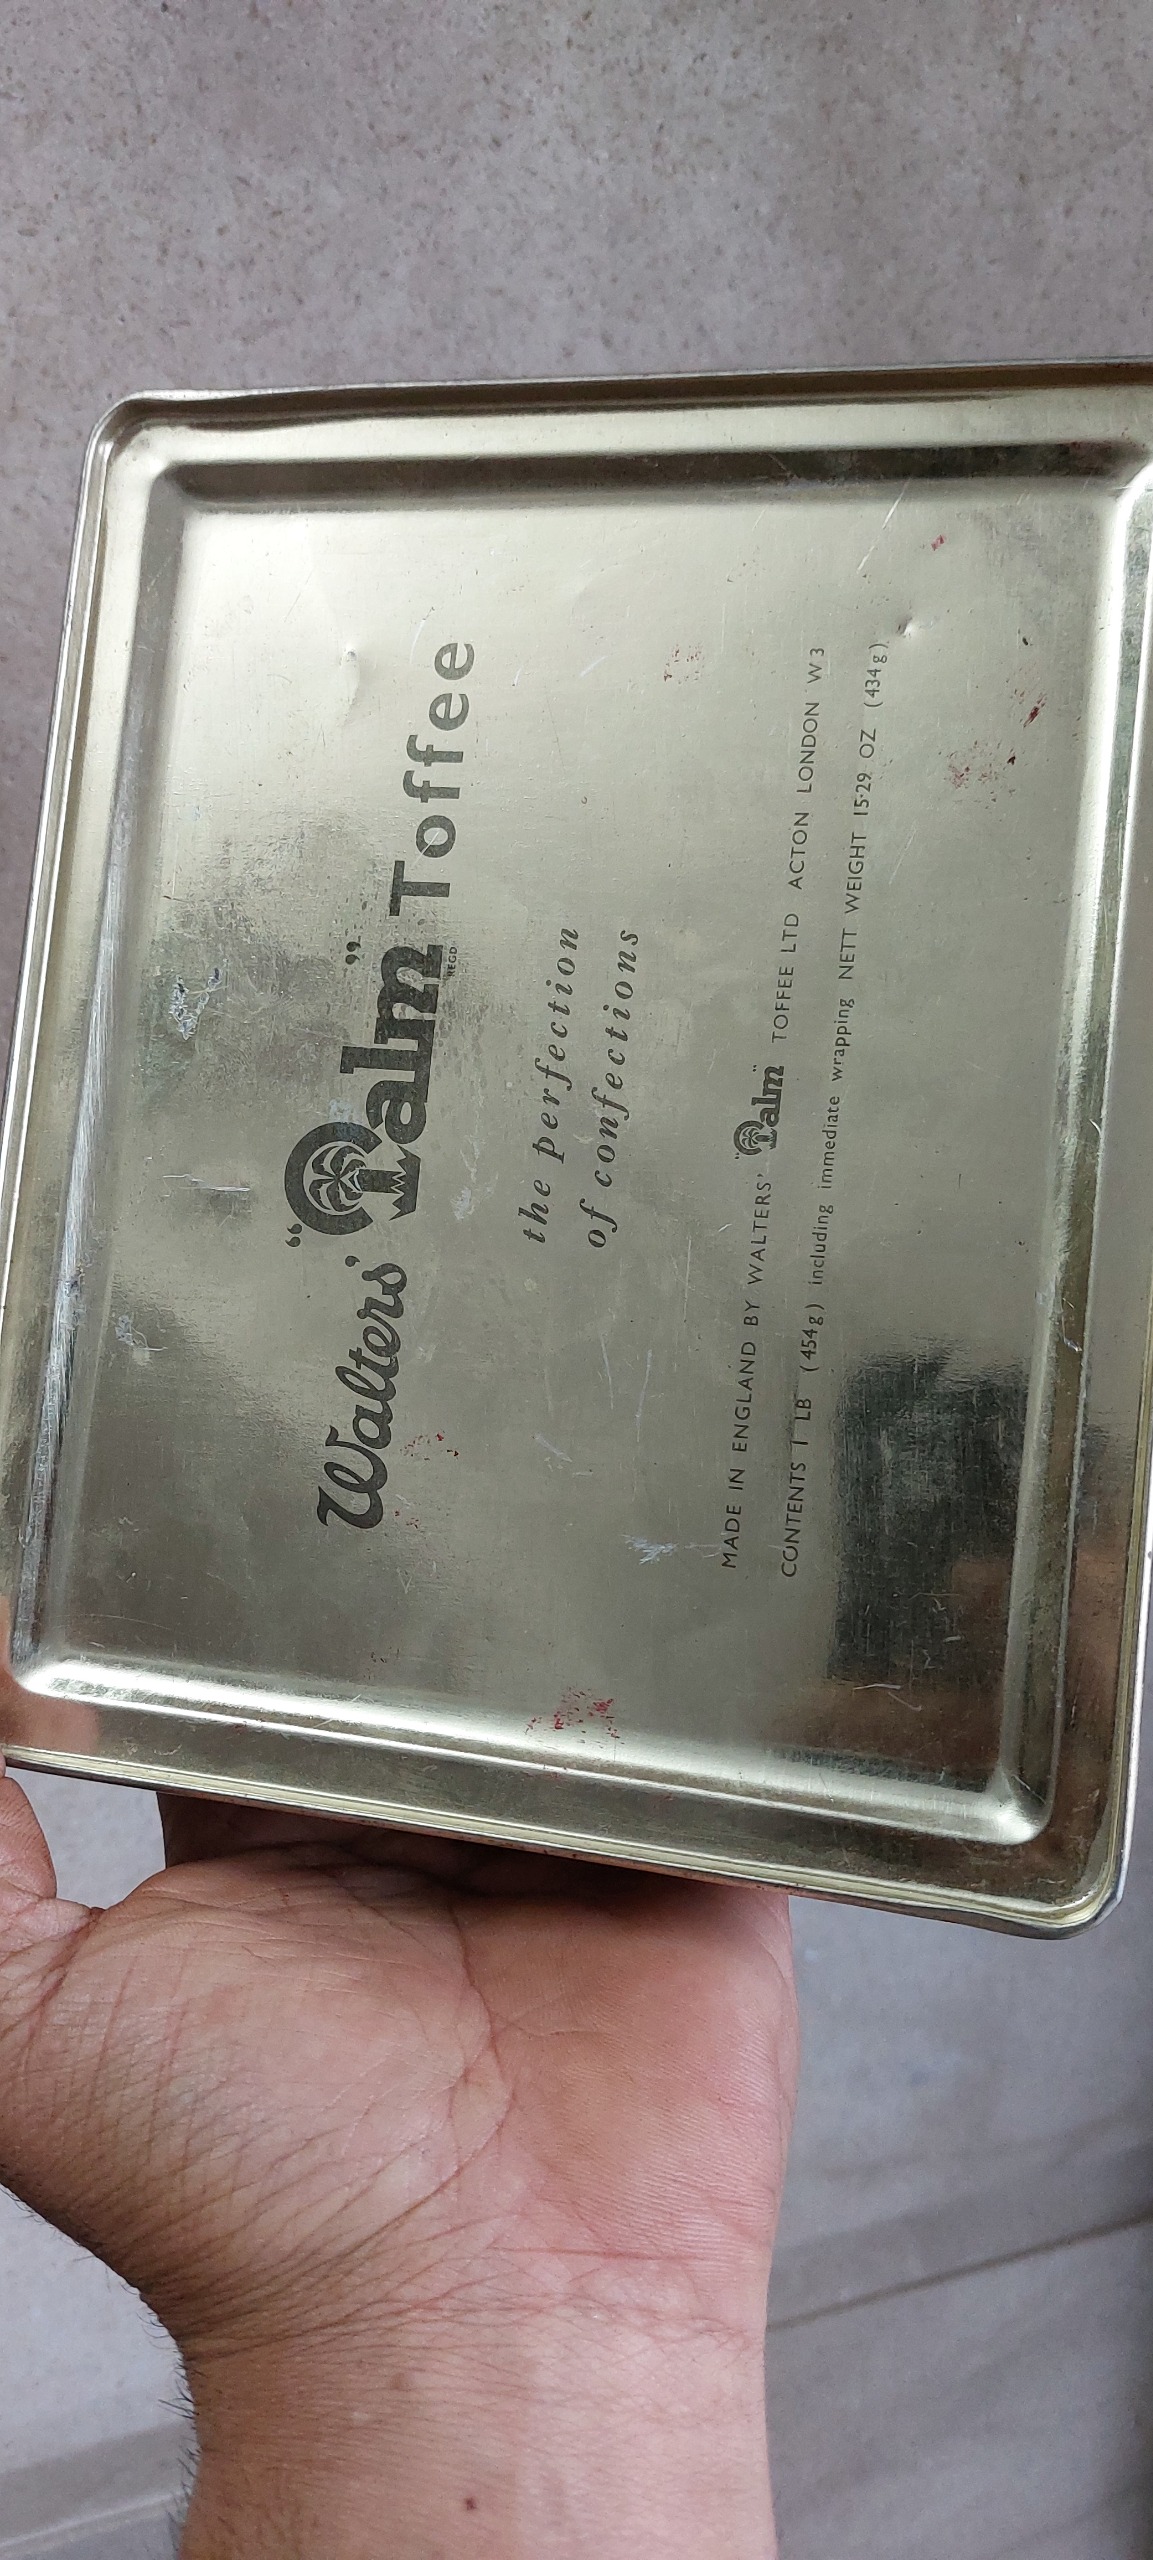 Walters' “Palm” Toffee
REGD
the perfection
of confections
MADE IN ENGLAND BY WALTERS' “Palm” TOFFEE LTD ACTON LONDON W3
CONTENTS 1 LB (454g) including immediate wrapping NETT WEIGHT 15·29 OZ (434g)